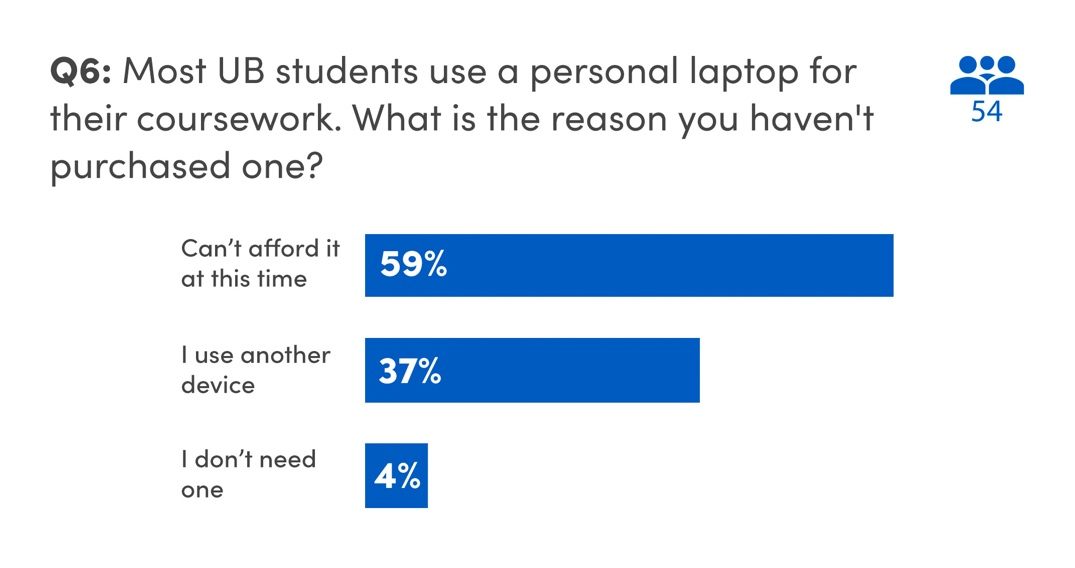 Q6: Most UB students use a personal laptop for
their coursework. What is the reason you haven't
purchased one?
54
Can’t afford it
at this time
59%
I use another
device
37%
I don’t need
one
4%